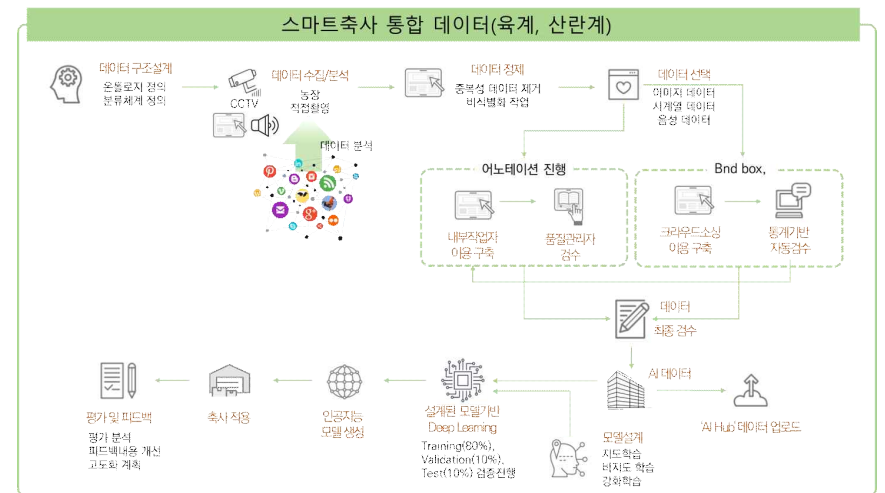 스마트축사 통합 데이터(육계, 산란계)
데이터 구조설계
온톨로지 정의
분류체계 정의
CCTV
데이터 수집/분석
농장
직접촬영
데이터 분석
데이터 정제
중복성 데이터 제거
비식별화 작업
데이터 선택
이미지 데이터
시계열 데이터
음성 데이터
어노테이션 진행
내부작업자
이용 구축
품질관리자
검수
Bnd box,
크라우드소싱
이용 구축
통계기반
자동검수
데이터
최종 검수
AI 데이터
'AI Hub' 데이터 업로드
모델설계
지도학습
비지도 학습
강화학습
설계된 모델기반
Deep Learning
Training(80%),
Validation(10%),
Test(10%) 검증진행
인공지능
모델 생성
축사 적용
평가 및 피드백
평가 분석
피드백내용 개선
고도화 계획